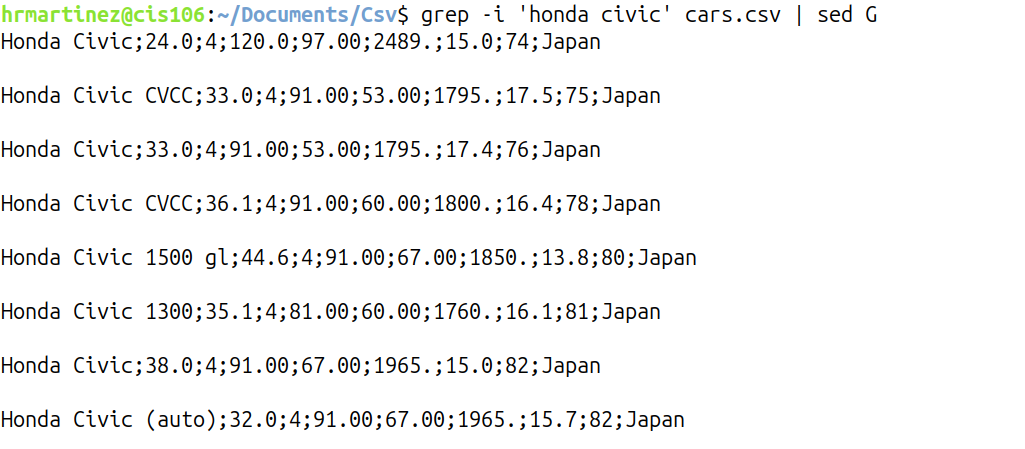 hrmartinez@cis106:~/Documents/Csv$ grep -i 'honda civic' cars.csv | sed G
Honda Civic;24.0;4;120.0;97.00;2489.;15.0;74;Japan
Honda Civic CVCC;33.0;4;91.00;53.00;1795.;17.5;75;Japan
Honda Civic;33.0;4;91.00;53.00;1795.;17.4;76;Japan
Honda Civic CVCC;36.1;4;91.00;60.00;1800.;16.4;78;Japan
Honda Civic 1500 gl;44.6;4;91.00;67.00;1850.;13.8;80;Japan
Honda Civic 1300;35.1;4;81.00;60.00;1760.;16.1;81;Japan
Honda Civic;38.0;4;91.00;67.00;1965.;15.0;82;Japan
Honda Civic (auto);32.0;4;91.00;67.00;1965.;15.7;82;Japan